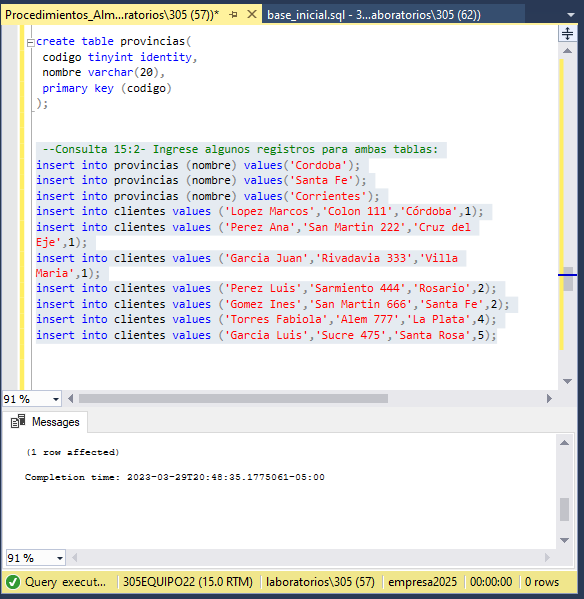 Procedimientos_Alm...ratorios\305 (57))*
base_inicial.sql - 3...aboratorios\305 (62))
create table provincias(
codigo tinyint identity,
nombre varchar(20),
primary key (codigo)
);
--Consulta 15:2- Ingrese algunos registros para ambas tablas:
insert into provincias (nombre) values('Cordoba');
insert into provincias (nombre) values('Santa Fe');
insert into provincias (nombre) values('Corrientes');
insert into clientes values ('Lopez Marcos','Colon 111','Córdoba',1);
insert into clientes values ('Perez Ana','San Martin 222','Cruz del
Eje',1);
insert into clientes values ('Garcia Juan','Rivadavia 333','Villa
Maria',1);
insert into clientes values ('Perez Luis','Sarmiento 444','Rosario',2);
insert into clientes values ('Gomez Ines','San Martin 666','Santa Fe',2);
insert into clientes values ('Torres Fabiola','Alem 777','La Plata',4);
insert into clientes values ('Garcia Luis','Sucre 475','Santa Rosa',5);
91 %
Messages
(1 row affected)
Completion time: 2023-03-29T20:48:35.1775061-05:00
91 %
Query execut...
305EQUIPO22 (15.0 RTM)
laboratorios\305 (57)
empresa2025
00:00:00
0 rows